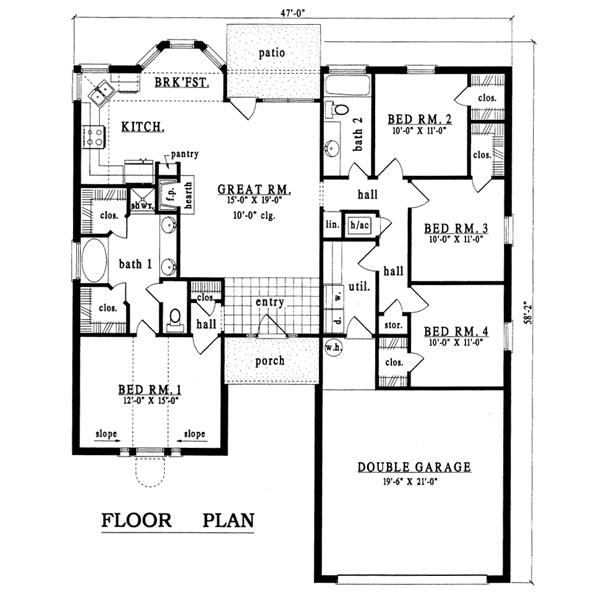 47'-0"
patio
BRK'FST.
KITCH.
pantry
f.p.
hearth
GREAT RM.
15'-0" X 19'-0"
10'-0" clg.
bath 2
BED RM. 2
10'-0" X 11'-0"
clos.
clos.
hall
lin.
h/ac
BED RM. 3
10'-0" X 11'-0"
clos.
shwr.
bath 1
clos.
clos.
hall
entry
util.
w.
d.
hall
stor.
BED RM. 4
10'-0" X 11'-0"
58'-2"
porch
w.h.
clos.
BED RM. 1
12'-0" X 15'-0"
slope
slope
DOUBLE GARAGE
19'-6" X 21'-0"
FLOOR PLAN